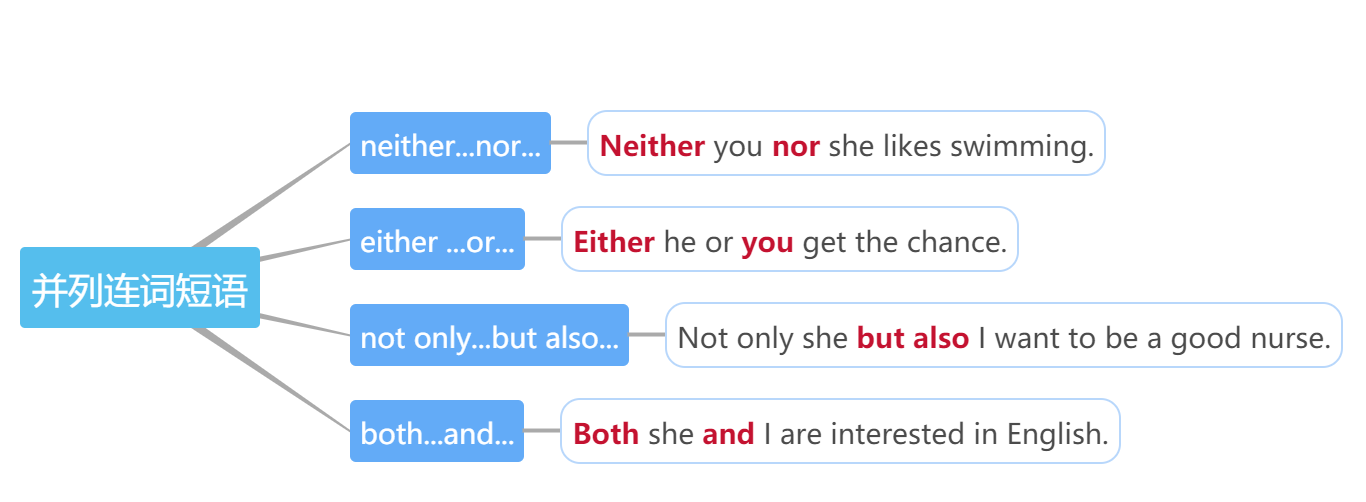 并列连词短语
neither...nor...
Neither you nor she likes swimming.
either ...or...
Either he or you get the chance.
not only...but also...
Not only she but also I want to be a good nurse.
both...and...
Both she and I are interested in English.